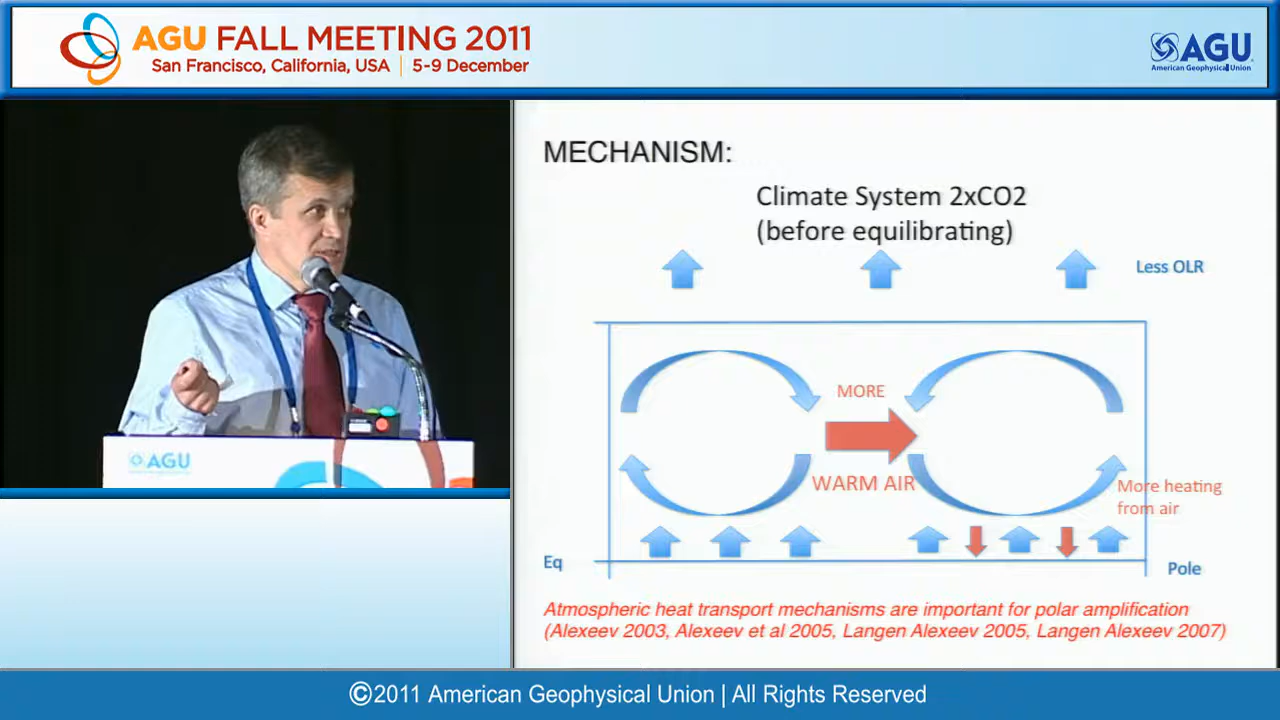 AGU FALL MEETING 2011
San Francisco, California, USA | 5-9 December
AGU
American Geophysical Union
MECHANISM:
Climate System 2xCO2
(before equilibrating)
Less OLR
MORE
WARM AIR
More heating
from air
Eq
Pole
Atmospheric heat transport mechanisms are important for polar amplification
(Alexeev 2003, Alexeev et al 2005, Langen Alexeev 2005, Langen Alexeev 2007)
AGU
©2011 American Geophysical Union | All Rights Reserved